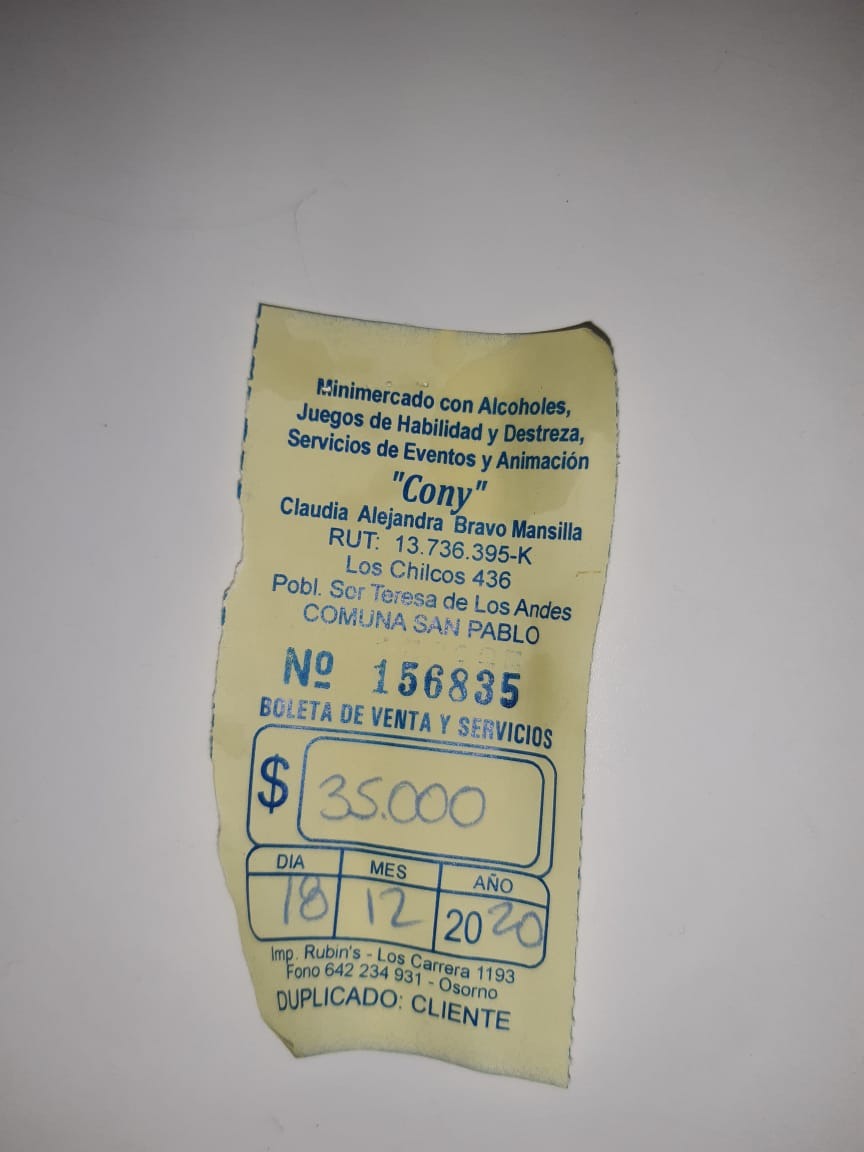 Minimercado con Alcoholes,
Juegos de Habilidad y Destreza,
Servicios de Eventos y Animación
"Cony"
Claudia Alejandra Bravo Mansilla
RUT: 13.736.395-K
Los Chilcos 436
Pobl. Sor Teresa de Los Andes
COMUNA SAN PABLO
Nº 156835
BOLETA DE VENTA Y SERVICIOS
$ 35.000
DIA MES AÑO
18 12 2020
Imp. Rubin's - Los Carrera 1193
Fono 642 234 931 - Osorno
DUPLICADO: CLIENTE